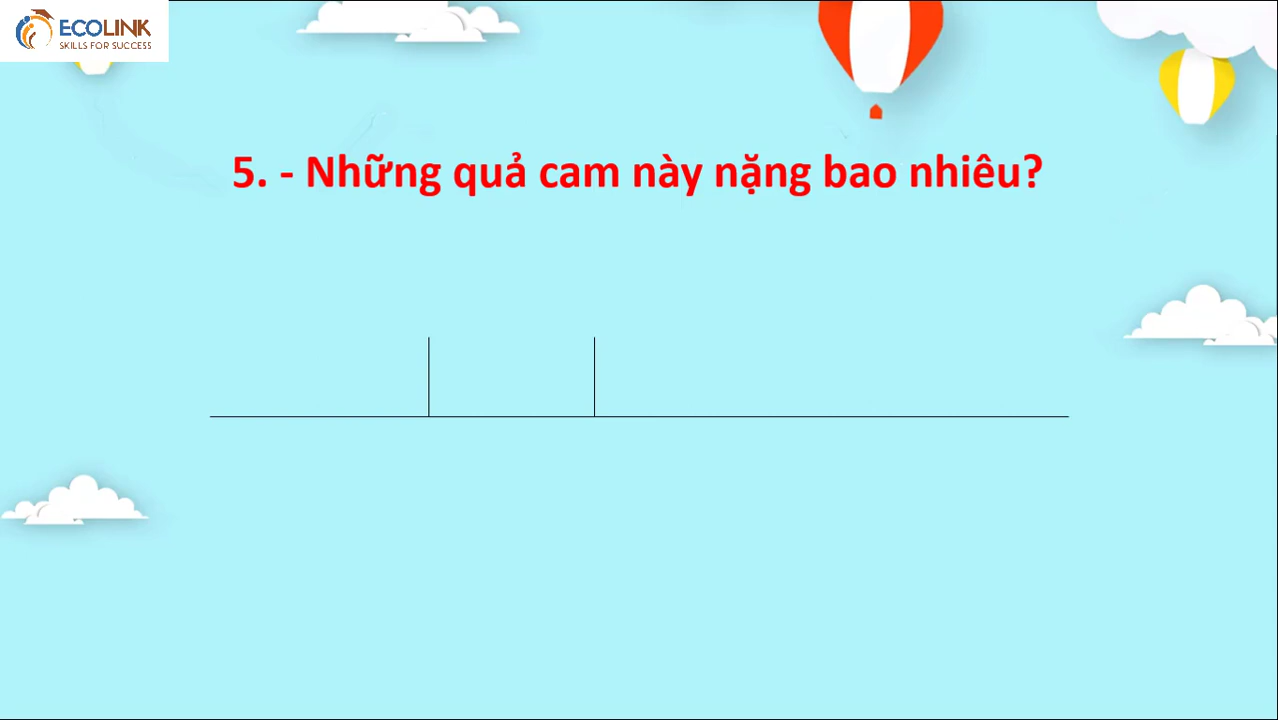 ECOLINK
SKILLS FOR SUCCESS
5. - Những quả cam này nặng bao nhiêu?